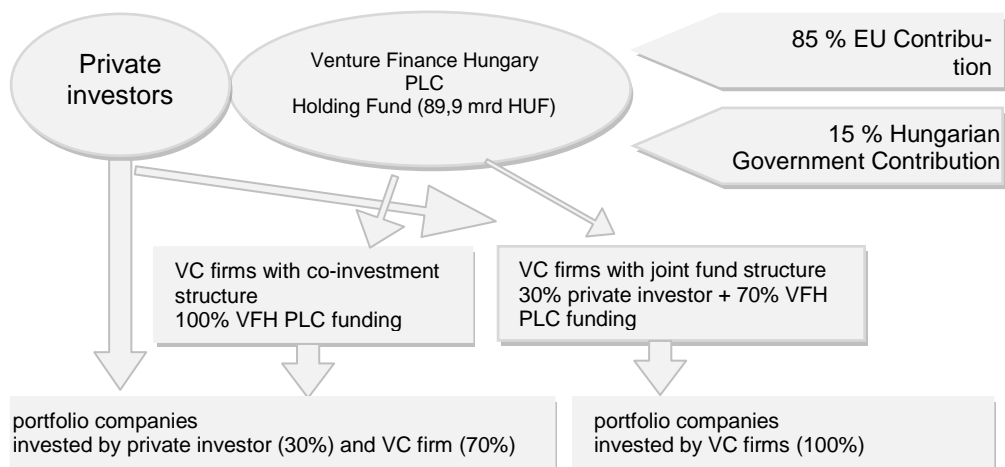 Private
investors
Venture Finance Hungary
PLC
Holding Fund (89,9 mrd HUF)
85 % EU Contribu-
tion
15 % Hungarian
Government Contribution
VC firms with co-investment
structure
100% VFH PLC funding
VC firms with joint fund structure
30% private investor + 70% VFH
PLC funding
portfolio companies
invested by private investor (30%) and VC firm (70%)
portfolio companies
invested by VC firms (100%)